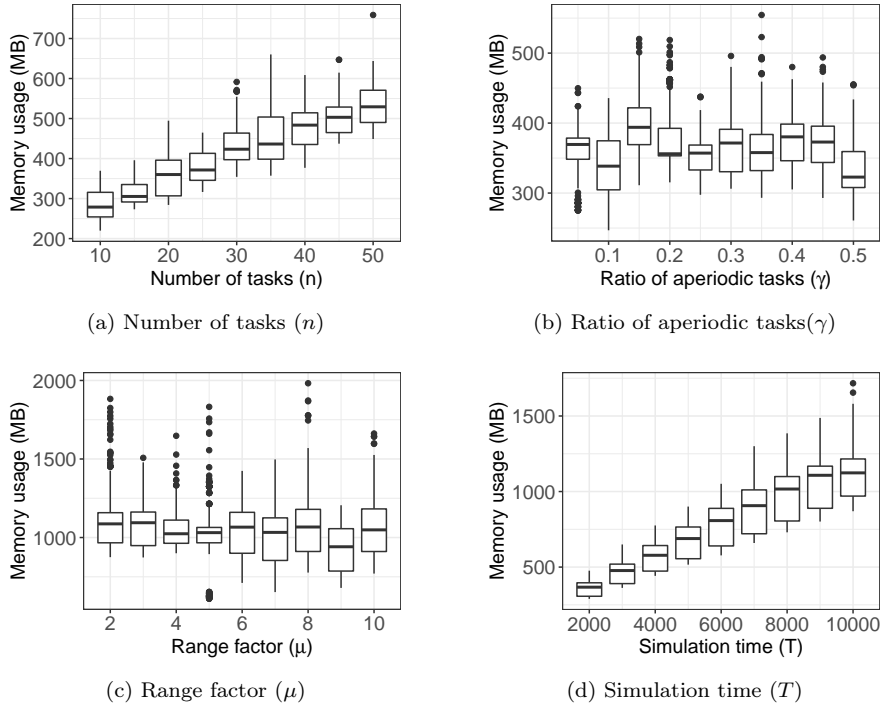 Memory usage (MB)
700
600
500
400
300
200
10 20 30 40 50
Number of tasks (n)
(a) Number of tasks (n)
Memory usage (MB)
500
400
300
0.1 0.2 0.3 0.4 0.5
Ratio of aperiodic tasks (γ)
(b) Ratio of aperiodic tasks(γ)
Memory usage (MB)
2000
1500
1000
2 4 6 8 10
Range factor (μ)
(c) Range factor (μ)
Memory usage (MB)
1500
1000
500
2000 4000 6000 8000 10000
Simulation time (T)
(d) Simulation time (T)